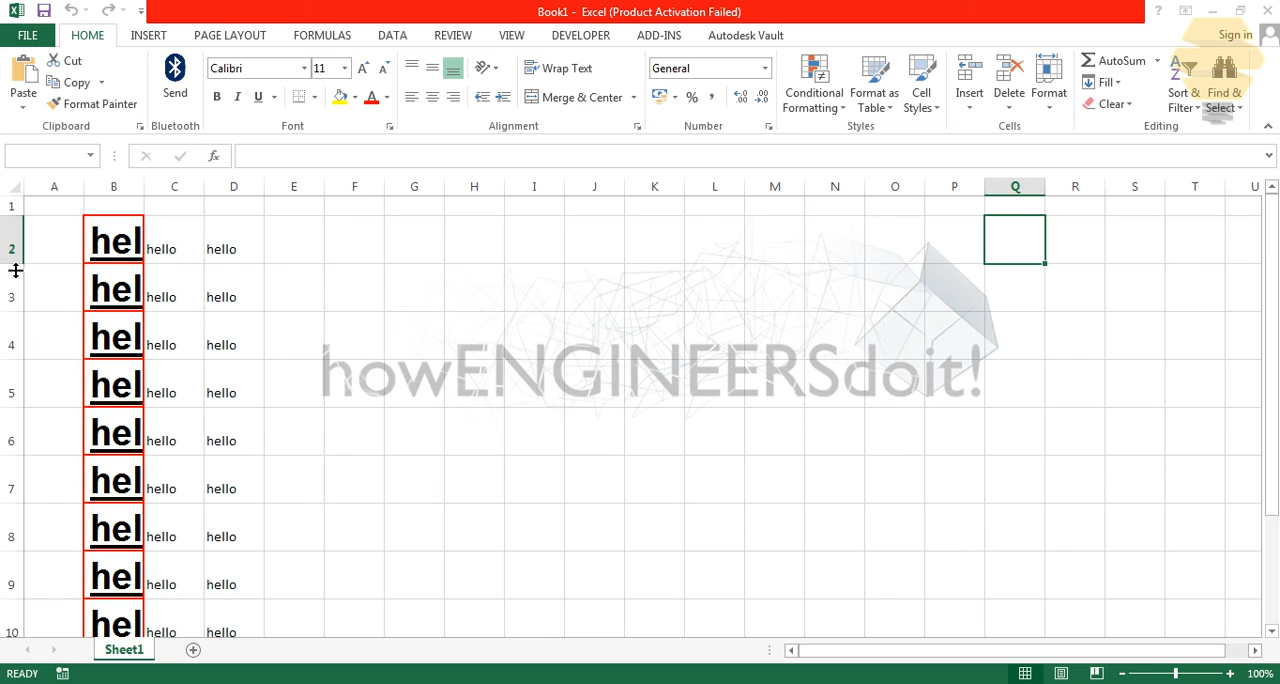 Book1 - Excel (Product Activation Failed)
Sign in
FILE HOME INSERT PAGE LAYOUT FORMULAS DATA REVIEW VIEW DEVELOPER ADD-INS Autodesk Vault
Paste
Cut
Copy
Format Painter
Clipboard
Send
Bluetooth
Calibri 11
B I U
Font
Wrap Text
Merge & Center
Alignment
General
Number
Conditional Formatting
Format as Table
Cell Styles
Styles
Insert Delete Format
Cells
AutoSum
Fill
Clear
Sort & Filter
Find & Select
Editing
A B C D E F G H I J K L M N O P Q R S T U
1
2 hel hello hello
3 hel hello hello
4 hel hello hello
5 hel hello hello
6 hel hello hello
7 hel hello hello
8 hel hello hello
9 hel hello hello
10 hel hello hello
howENGINEERSdoit!
Sheet1
READY
100%